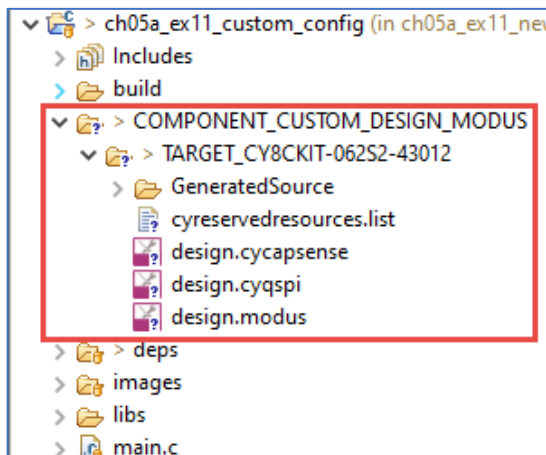 ch05a_ex11_custom_config (in ch05a_ex11_new
Includes
build
> COMPONENT_CUSTOM_DESIGN_MODUS
> TARGET_CY8CKIT-062S2-43012
GeneratedSource
cyreservedresources.list
design.cycapsense
design.cyqspi
design.modus
> deps
images
libs
main.c